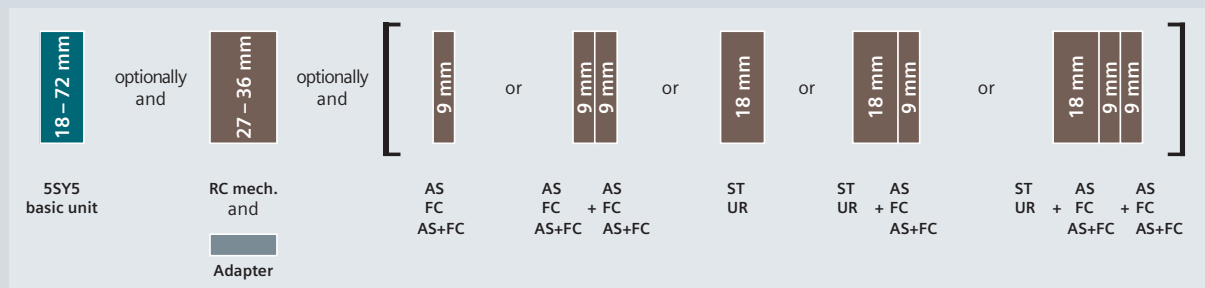 18 – 72 mm
optionally
and
27 – 36 mm
optionally
and
9 mm
or
9 mm
9 mm
or
18 mm
or
18 mm
9 mm
or
18 mm
9 mm
9 mm
5SY5
basic unit
RC mech.
and
Adapter
AS
FC
AS+FC
AS AS
FC + FC
AS+FC AS+FC
ST
UR
ST AS
UR + FC
AS+FC
ST AS AS
UR + FC + FC
AS+FC AS+FC